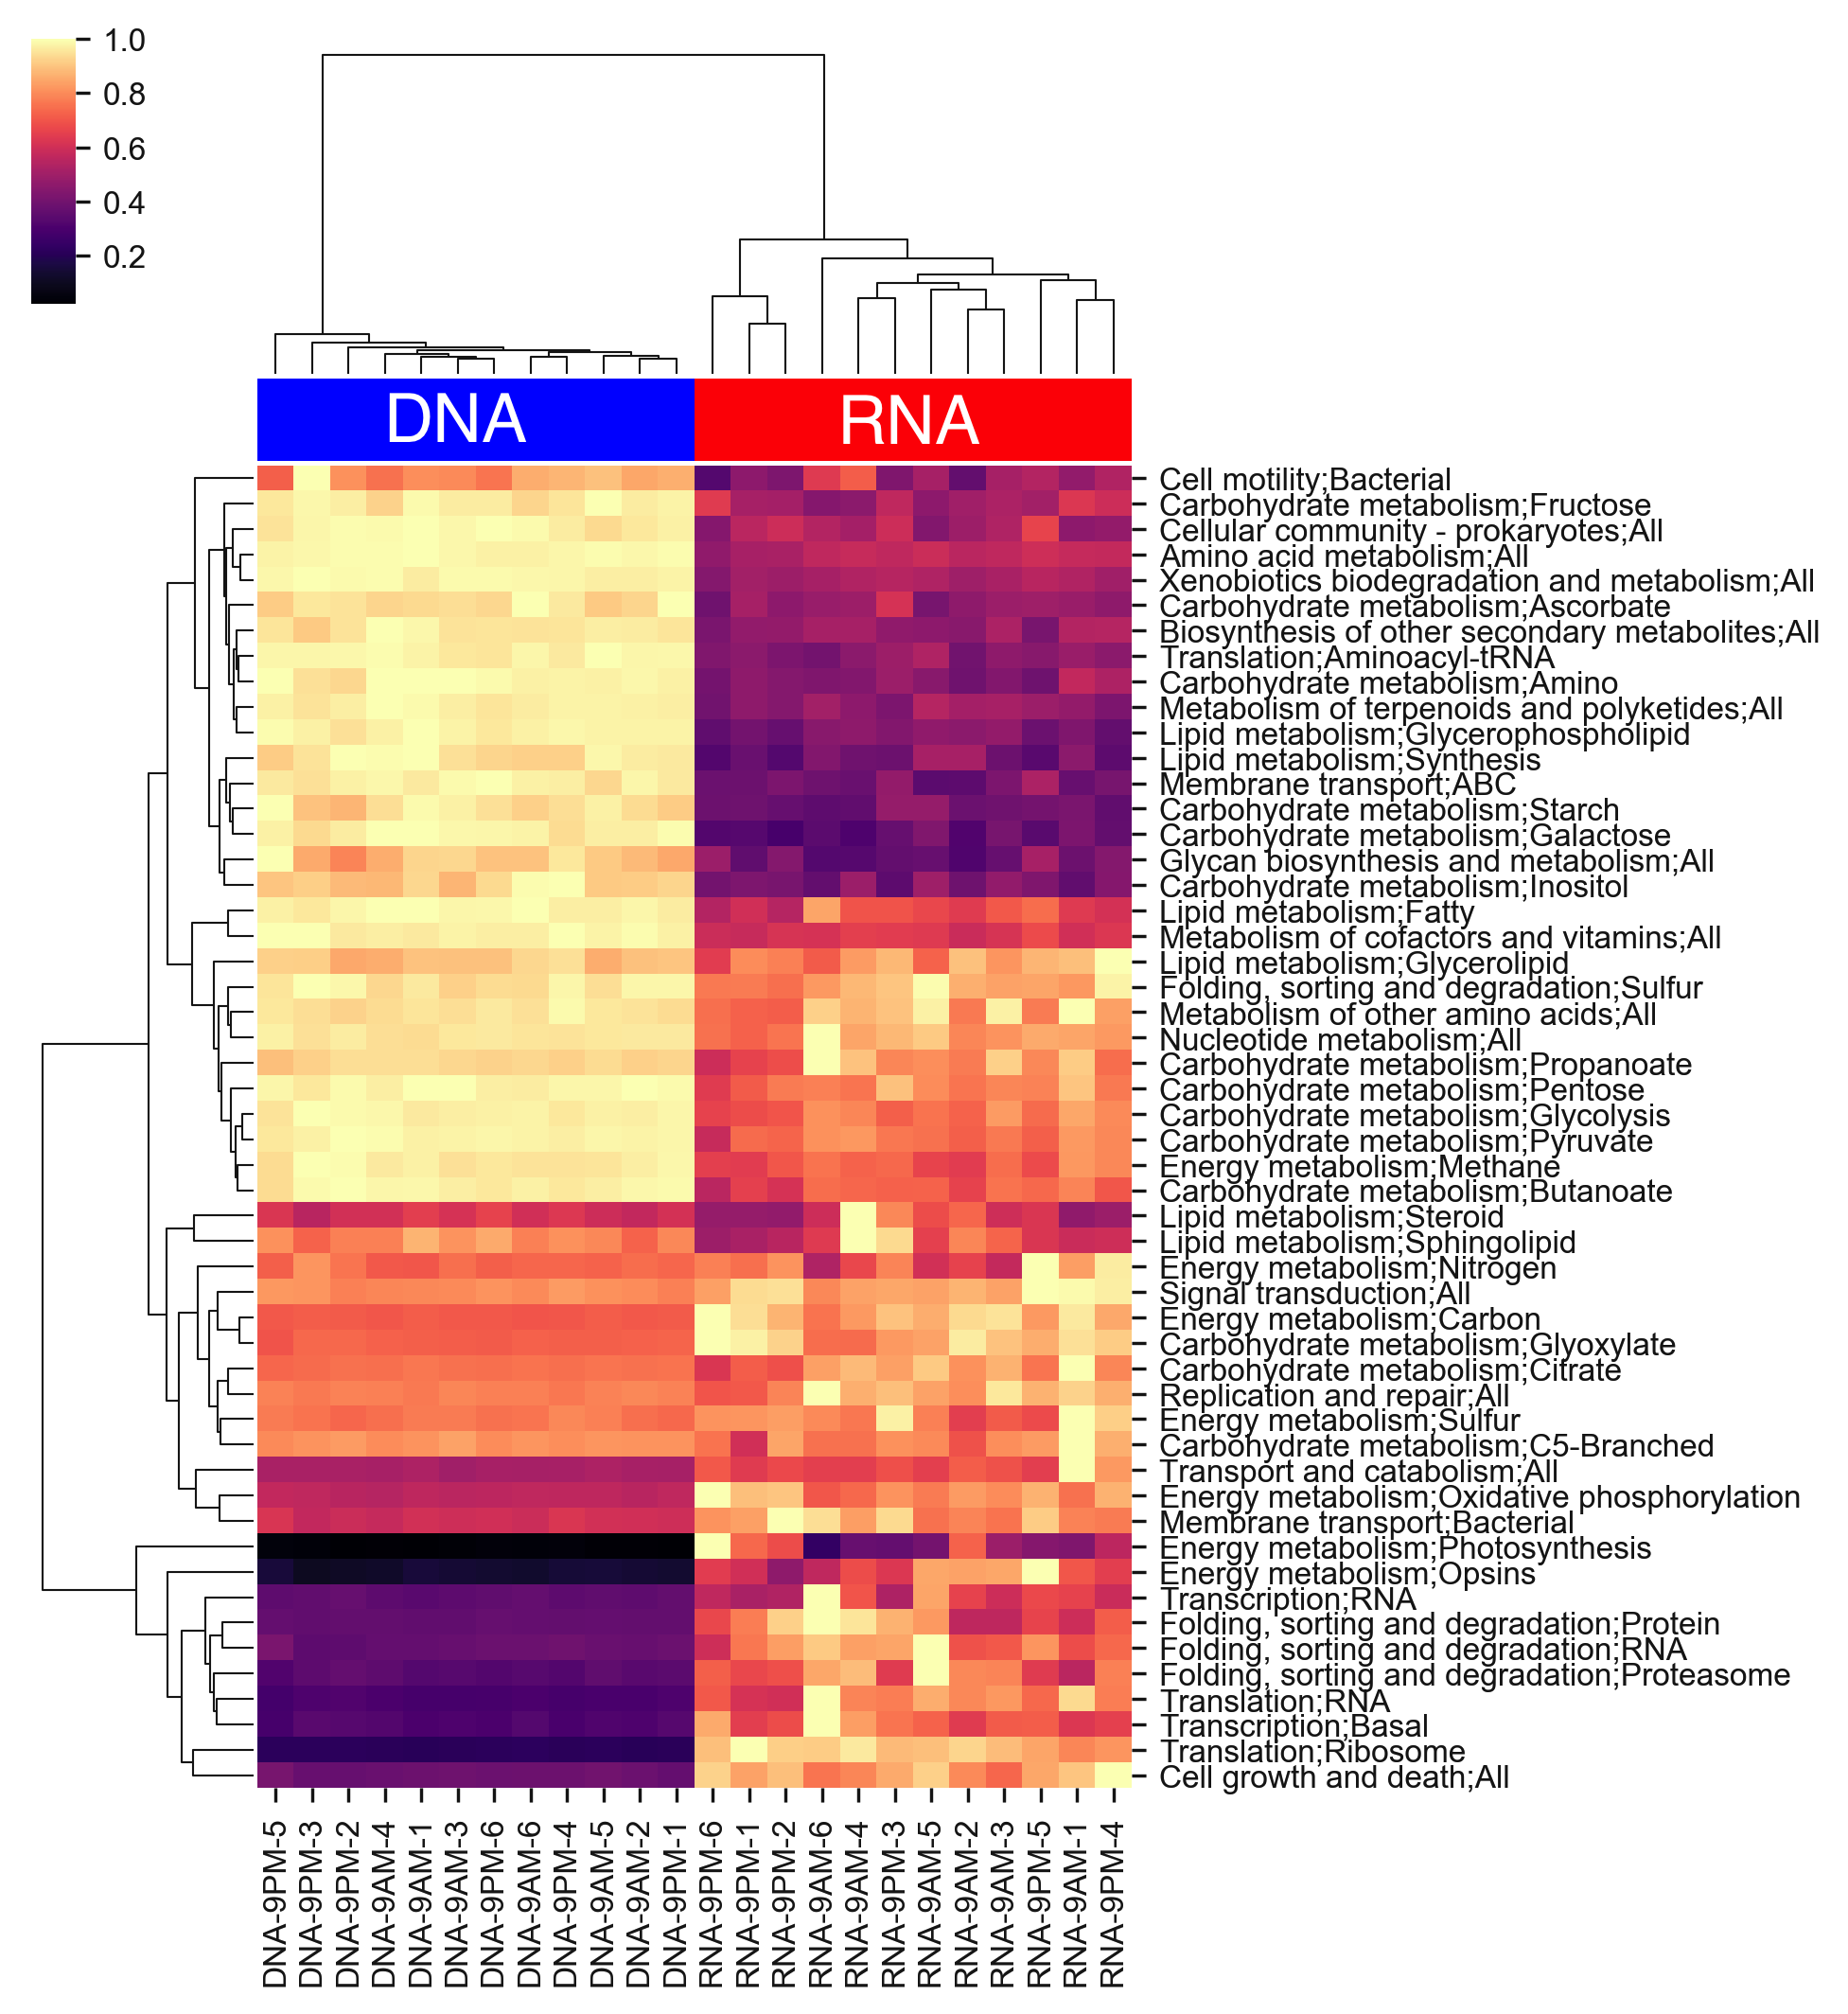 1.0
0.8
0.6
0.4
0.2
DNA
RNA
Cell motility;Bacterial
Carbohydrate metabolism;Fructose
Cellular community - prokaryotes;All
Amino acid metabolism;All
Xenobiotics biodegradation and metabolism;All
Carbohydrate metabolism;Ascorbate
Biosynthesis of other secondary metabolites;All
Translation;Aminoacyl-tRNA
Carbohydrate metabolism;Amino
Metabolism of terpenoids and polyketides;All
Lipid metabolism;Glycerophospholipid
Lipid metabolism;Synthesis
Membrane transport;ABC
Carbohydrate metabolism;Starch
Carbohydrate metabolism;Galactose
Glycan biosynthesis and metabolism;All
Carbohydrate metabolism;Inositol
Lipid metabolism;Fatty
Metabolism of cofactors and vitamins;All
Lipid metabolism;Glycerolipid
Folding, sorting and degradation;Sulfur
Metabolism of other amino acids;All
Nucleotide metabolism;All
Carbohydrate metabolism;Propanoate
Carbohydrate metabolism;Pentose
Carbohydrate metabolism;Glycolysis
Carbohydrate metabolism;Pyruvate
Energy metabolism;Methane
Carbohydrate metabolism;Butanoate
Lipid metabolism;Steroid
Lipid metabolism;Sphingolipid
Energy metabolism;Nitrogen
Signal transduction;All
Energy metabolism;Carbon
Carbohydrate metabolism;Glyoxylate
Carbohydrate metabolism;Citrate
Replication and repair;All
Energy metabolism;Sulfur
Carbohydrate metabolism;C5-Branched
Transport and catabolism;All
Energy metabolism;Oxidative phosphorylation
Membrane transport;Bacterial
Energy metabolism;Photosynthesis
Energy metabolism;Opsins
Transcription;RNA
Folding, sorting and degradation;Protein
Folding, sorting and degradation;RNA
Folding, sorting and degradation;Proteasome
Translation;RNA
Transcription;Basal
Translation;Ribosome
Cell growth and death;All
DNA-9PM-5
DNA-9PM-3
DNA-9PM-2
DNA-9AM-4
DNA-9AM-1
DNA-9AM-3
DNA-9PM-6
DNA-9AM-6
DNA-9PM-4
DNA-9AM-5
DNA-9AM-2
DNA-9PM-1
RNA-9PM-6
RNA-9PM-1
RNA-9PM-2
RNA-9AM-6
RNA-9AM-4
RNA-9PM-3
RNA-9AM-5
RNA-9AM-2
RNA-9AM-3
RNA-9PM-5
RNA-9AM-1
RNA-9PM-4